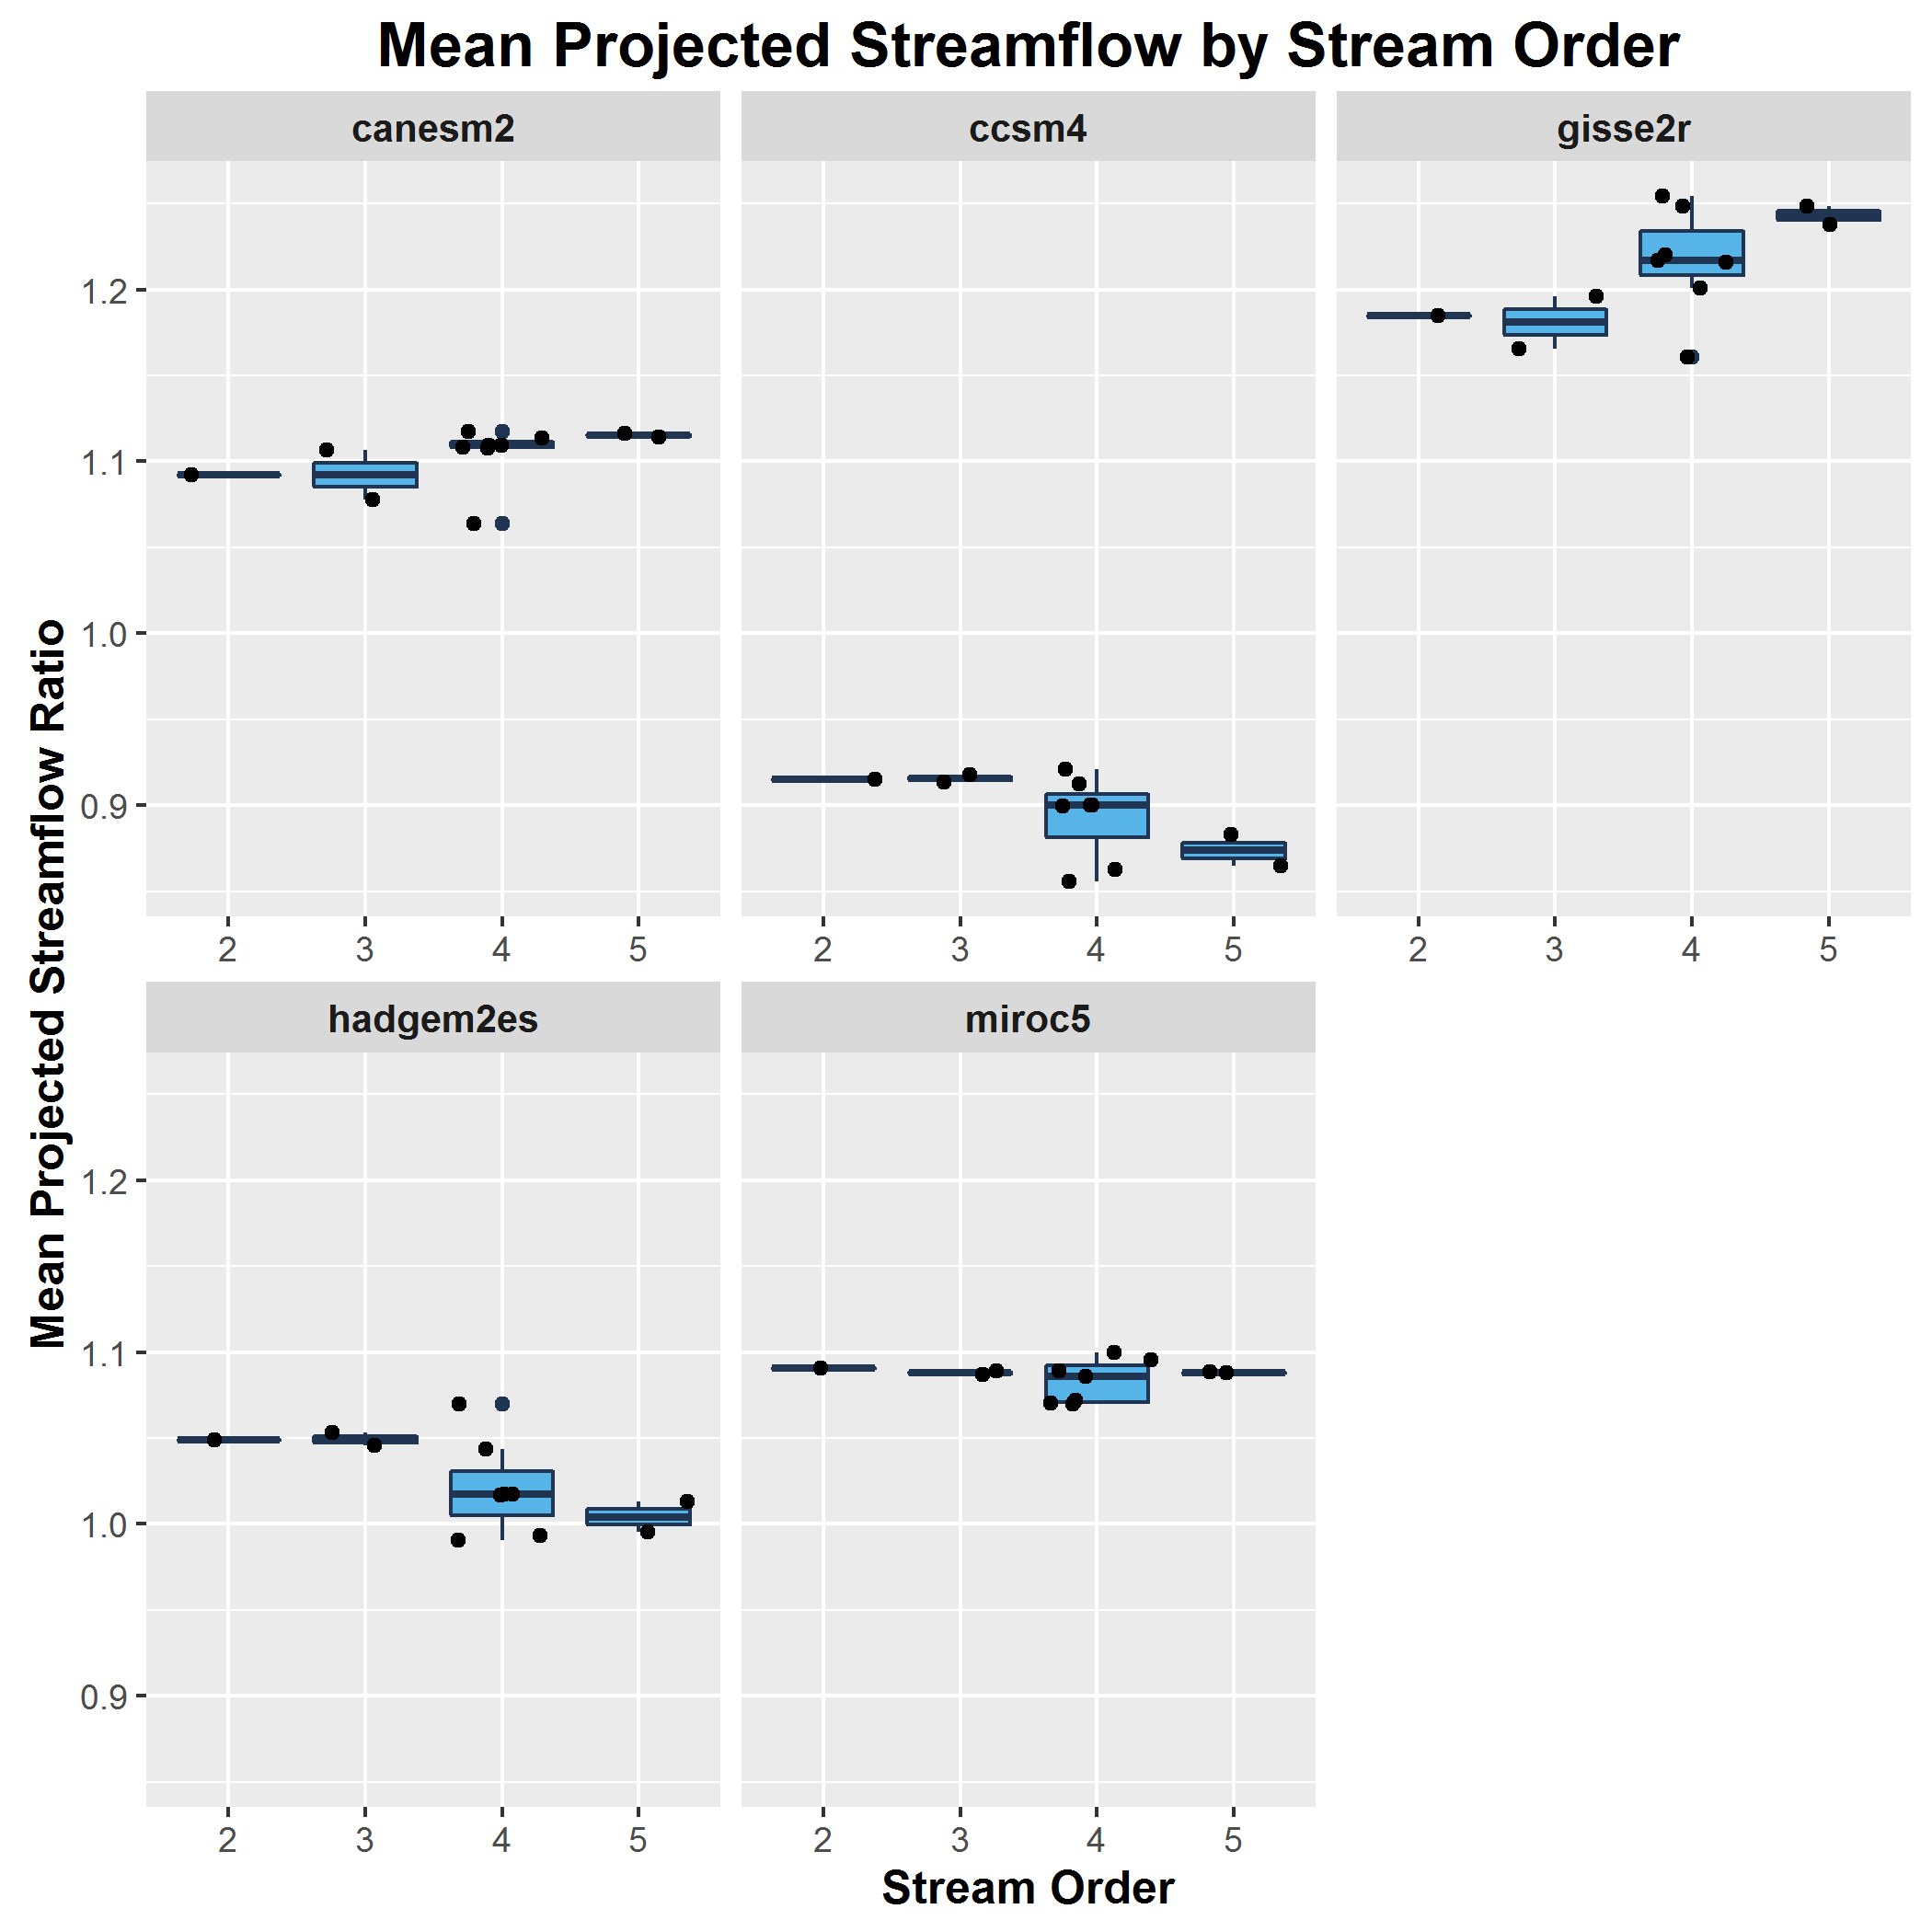 Mean Projected Streamflow by Stream Order
canesm2
ccsm4
gisse2r
1.2
1.1
1.0
0.9
2 3 4 5
2 3 4 5
2 3 4 5
Mean Projected Streamflow Ratio
hadgem2es
miroc5
1.2
1.1
1.0
0.9
2 3 4 5
2 3 4 5
Stream Order